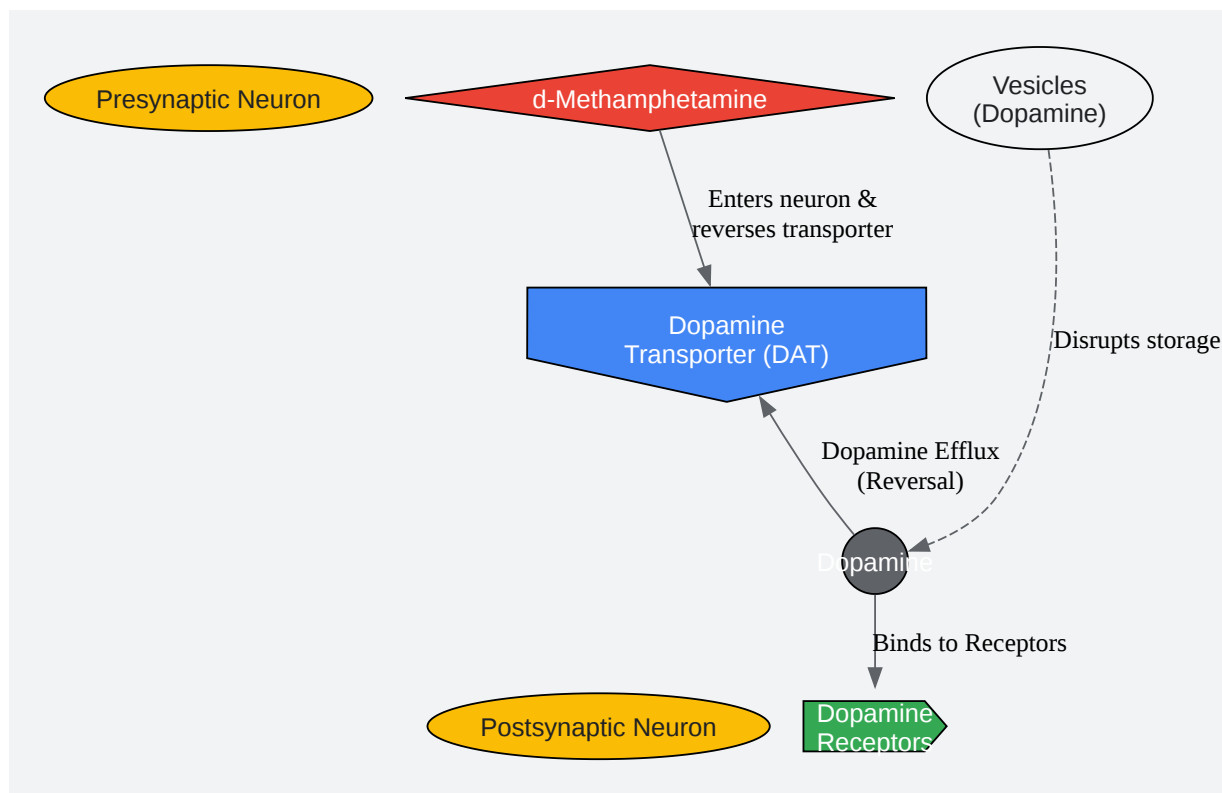 Presynaptic Neuron
d-Methamphetamine
Vesicles
(Dopamine)
Enters neuron &
reverses transporter
Dopamine
Transporter (DAT)
Disrupts storage
Dopamine Efflux
(Reversal)
Dopamine
Binds to Receptors
Postsynaptic Neuron
Dopamine
Receptors